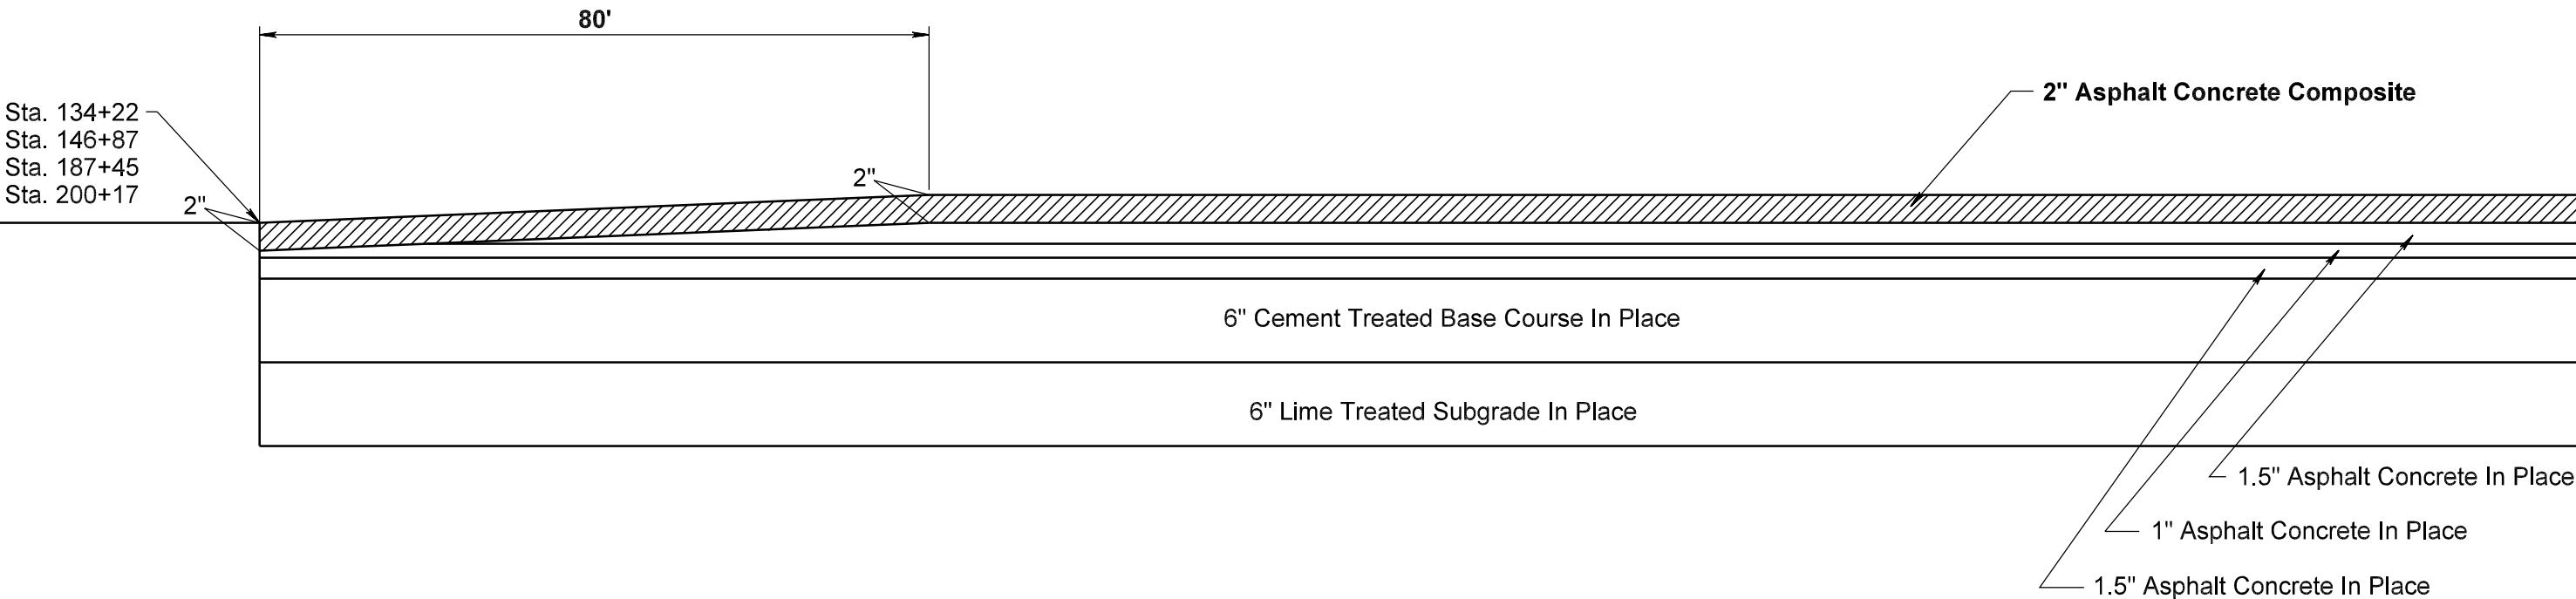 80'
2" Asphalt Concrete Composite
Sta. 134+22
Sta. 146+87
Sta. 187+45
Sta. 200+17
2"
2"
6" Cement Treated Base Course In Place
6" Lime Treated Subgrade In Place
1.5" Asphalt Concrete In Place
1" Asphalt Concrete In Place
1.5" Asphalt Concrete In Place